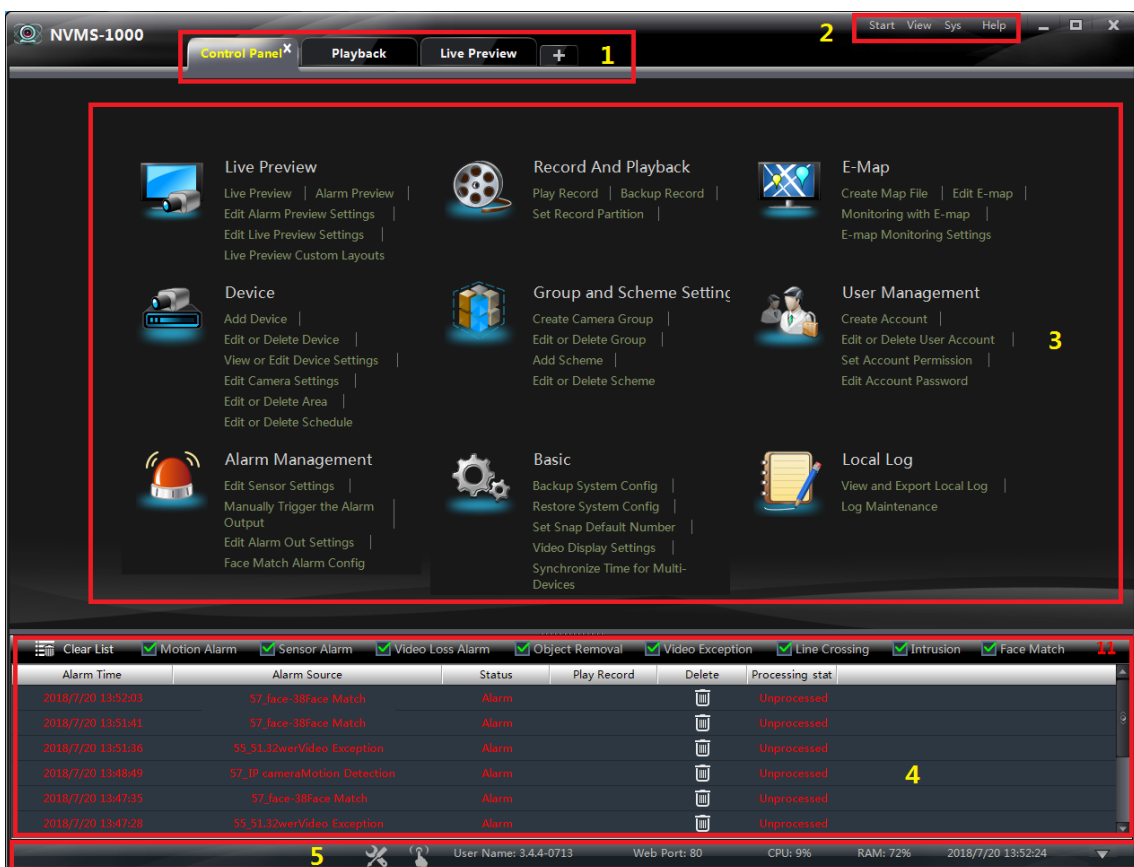 NVMS-1000
Control Panel X
Playback
Live Preview
+
1
2
Start View Sys Help
Live Preview
Live Preview | Alarm Preview |
Edit Alarm Preview Settings |
Edit Live Preview Settings |
Live Preview Custom Layouts
Record And Playback
Play Record | Backup Record |
Set Record Partition |
E-Map
Create Map File | Edit E-map |
Monitoring with E-map |
E-map Monitoring Settings
Device
Add Device |
Edit or Delete Device |
View or Edit Device Settings |
Edit Camera Settings |
Edit or Delete Area |
Edit or Delete Schedule
Group and Scheme Setting
Create Camera Group |
Edit or Delete Group |
Add Scheme |
Edit or Delete Scheme
User Management
Create Account |
Edit or Delete User Account |
Set Account Permission |
Edit Account Password
3
Alarm Management
Edit Sensor Settings |
Manually Trigger the Alarm
Output |
Edit Alarm Out Settings |
Face Match Alarm Config
Basic
Backup System Config |
Restore System Config |
Set Snap Default Number |
Video Display Settings |
Synchronize Time for Multi-
Devices
Local Log
View and Export Local Log |
Log Maintenance
Clear List Motion Alarm Sensor Alarm Video Loss Alarm Object Removal Video Exception Line Crossing Intrusion Face Match 11
Alarm Time Alarm Source Status Play Record Delete Processing stat
2018/7/20 13:52:03 57_face-38Face Match Alarm Unprocessed
2018/7/20 13:51:41 57_face-38Face Match Alarm Unprocessed
2018/7/20 13:51:36 55_51.32werVideo Exception Alarm Unprocessed
2018/7/20 13:48:49 57_IP cameraMotion Detection Alarm Unprocessed
2018/7/20 13:47:35 57_face-38Face Match Alarm Unprocessed
2018/7/20 13:47:28 55_51.32werVideo Exception Alarm Unprocessed
4
5
User Name: 3.4.4-0713 Web Port: 80 CPU: 9% RAM: 72% 2018/7/20 13:52:24